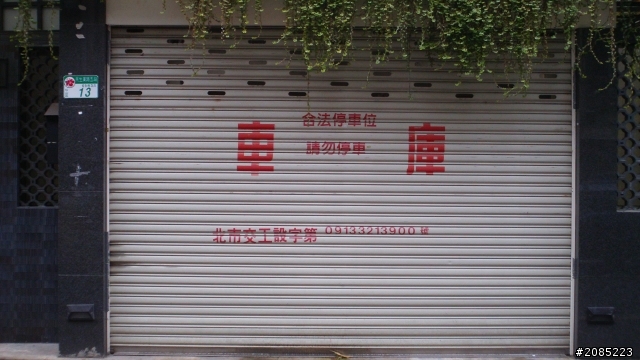 13
合法停車位
車庫
請勿停車
北市交工設字第 09133213900 號
#2085223